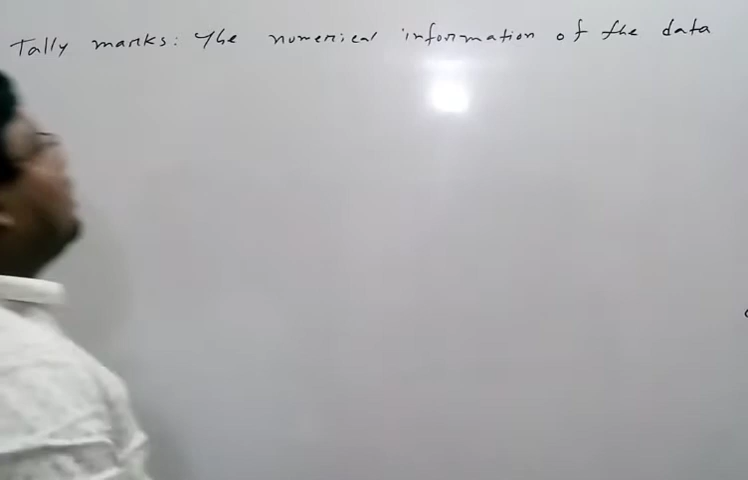 Tally marks: The numerical information of the data